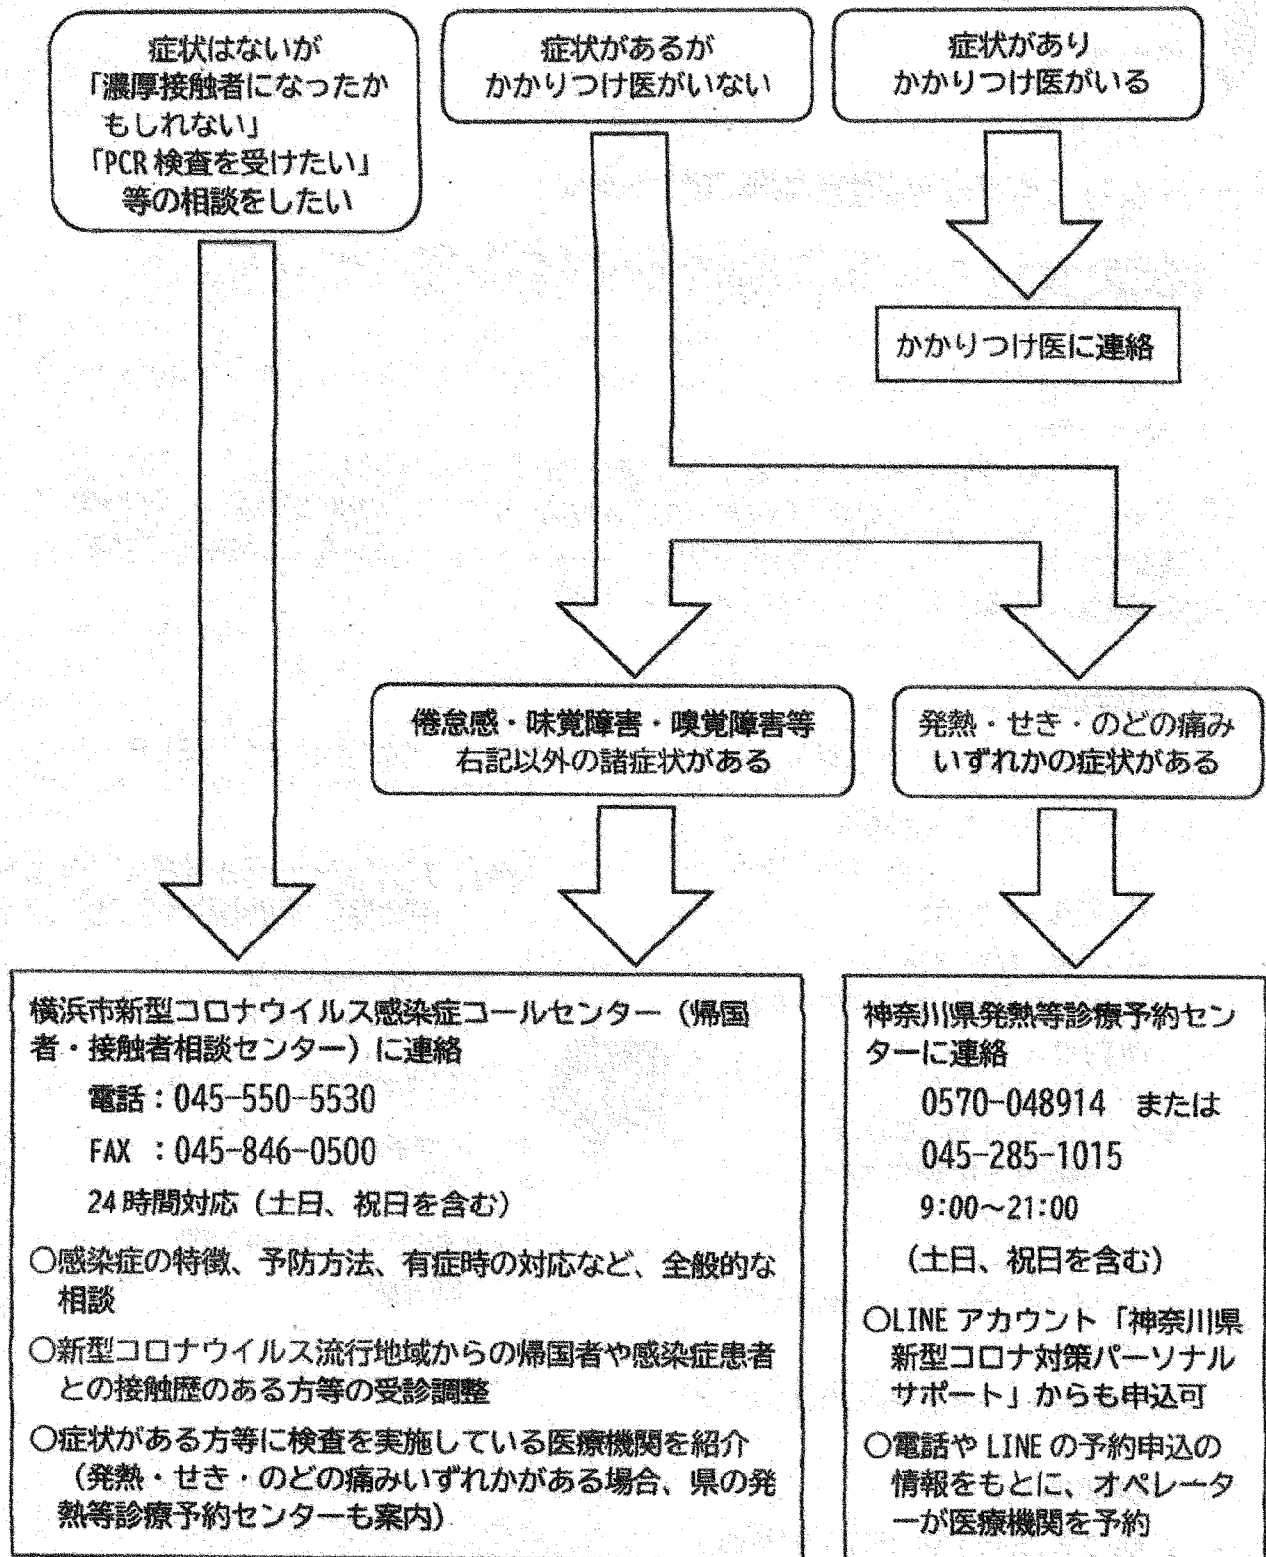 症状はないが
「濃厚接触者になったか
もしれない」
「PCR検査を受けたい」
等の相談をしたい
症状があるが
かかりつけ医がいない
症状があり
かかりつけ医がいる
かかりつけ医に連絡
倦怠感・味覚障害・嗅覚障害等
右記以外の諸症状がある
発熱・せき・のどの痛み
いずれかの症状がある
横浜市新型コロナウイルス感染症コールセンター（帰国
者・接触者相談センター）に連絡
電話：045-550-5530
FAX ：045-846-0500
24時間対応（土日、祝日を含む）
○感染症の特徴、予防方法、有症時の対応など、全般的な
相談
○新型コロナウイルス流行地域からの帰国者や感染症患者
との接触歴のある方等の受診調整
○症状がある方等に検査を実施している医療機関を紹介
（発熱・せき・のどの痛みいずれかがある場合、県の発
熱等診療予約センターも案内）
神奈川県発熱等診療予約セン
ターに連絡
0570-048914 または
045-285-1015
9:00～21:00
（土日、祝日を含む）
○LINE アカウント「神奈川県
新型コロナ対策パーソナル
サポート」からも申込可
○電話や LINE の予約申込の
情報をもとに、オペレータ
ーが医療機関を予約